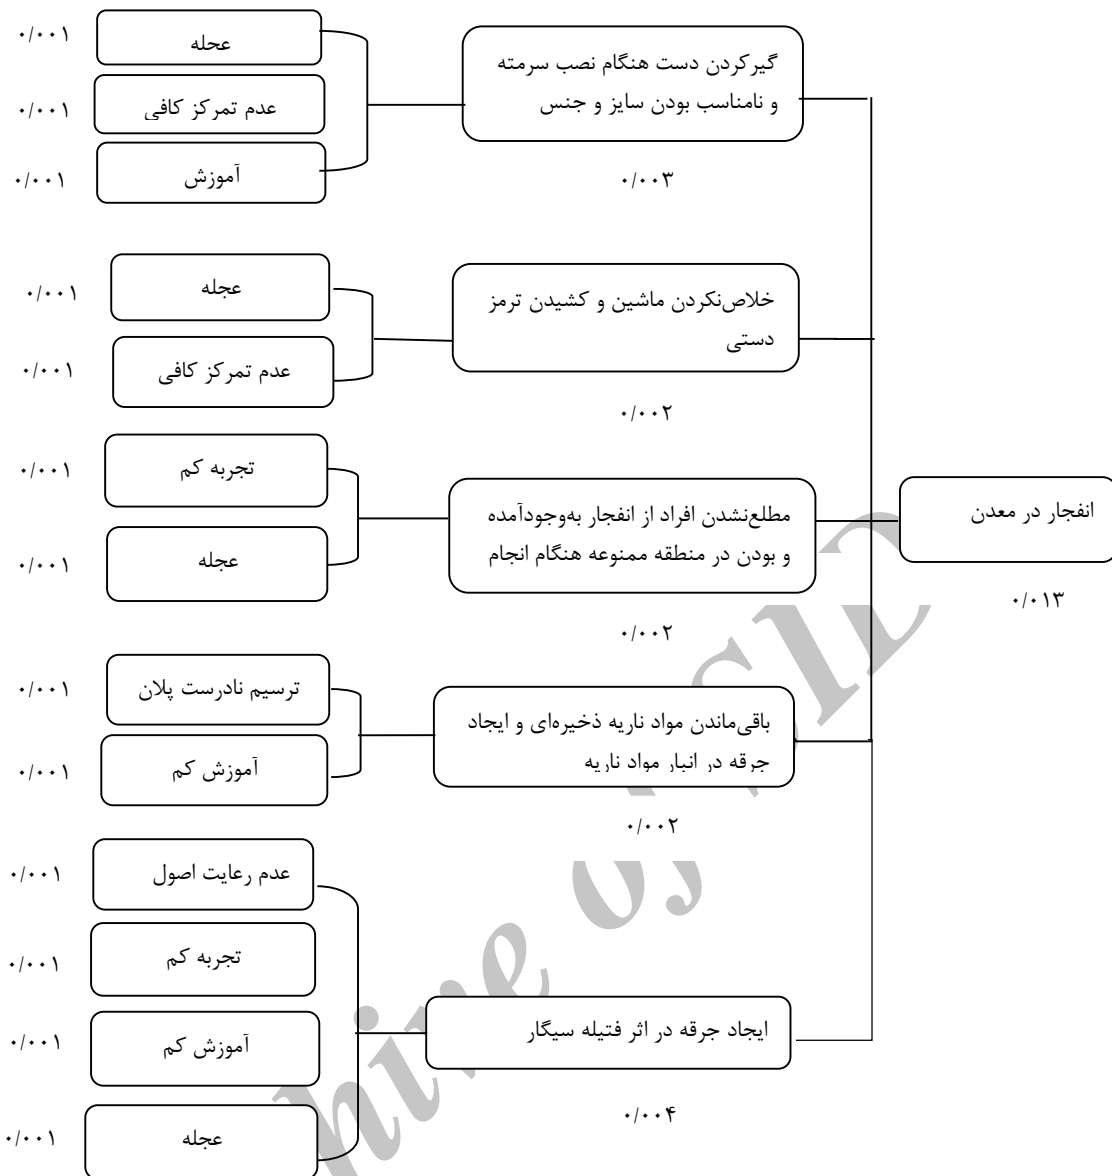 انفجار در معدن
۰/۰۱۳
گیرکردن دست هنگام نصب سرمته
و نامناسب بودن سایز و جنس
۰/۰۰۳
عجله
۰/۰۰۱
عدم تمرکز کافی
۰/۰۰۱
آموزش
۰/۰۰۱
خلاص‌نکردن ماشین و کشیدن ترمز
دستی
۰/۰۰۲
عجله
۰/۰۰۱
عدم تمرکز کافی
۰/۰۰۱
مطلع‌نشدن افراد از انفجار به‌وجودآمده
و بودن در منطقه ممنوعه هنگام انجام
۰/۰۰۲
تجربه کم
۰/۰۰۱
عجله
۰/۰۰۱
باقی‌ماندن مواد ناریه ذخیره‌ای و ایجاد
جرقه در انبار مواد ناریه
۰/۰۰۲
ترسیم نادرست پلان
۰/۰۰۱
آموزش کم
۰/۰۰۱
ایجاد جرقه در اثر فتیله سیگار
۰/۰۰۴
عدم رعایت اصول
۰/۰۰۱
تجربه کم
۰/۰۰۱
آموزش کم
۰/۰۰۱
عجله
۰/۰۰۱
hive of SID